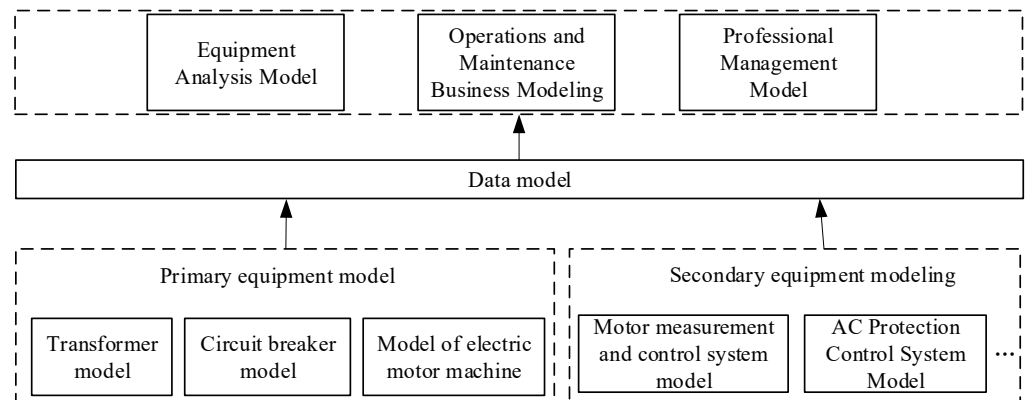 Equipment
Analysis Model
Operations and
Maintenance
Business Modeling
Professional
Management
Model
Data model
Primary equipment model
Transformer
model
Circuit breaker
model
Model of electric
motor machine
Secondary equipment modeling
Motor measurement
and control system
model
AC Protection
Control System
Model
...